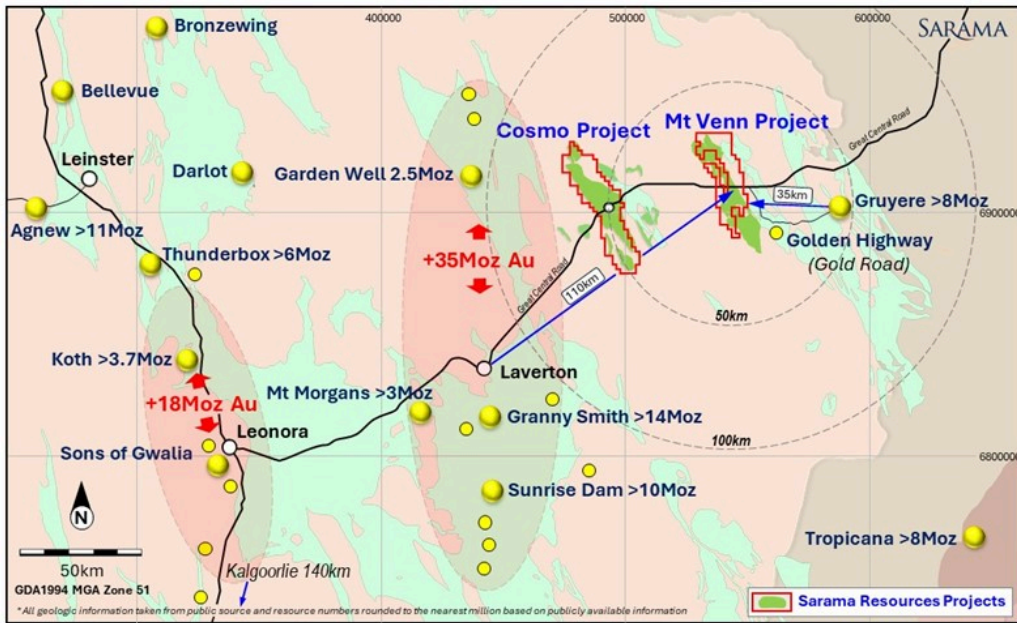 400000
500000
600000
SARAMA
Bronzewing
Bellevue
Leinster
Darlot
Garden Well 2.5Moz
Cosmo Project
Mt Venn Project
Great Central Road
35km
Gruyere >8Moz
6900000
Agnew >11Moz
Thunderbox >6Moz
Golden Highway
(Gold Road)
+35Moz Au
Great Central Road
110km
50km
Koth >3.7Moz
Laverton
Mt Morgans >3Moz
+18Moz Au
Granny Smith >14Moz
Leonora
100km
Sons of Gwalia
6800000
Sunrise Dam >10Moz
N
Tropicana >8Moz
50km
Kalgoorlie 140km
GDA1994 MGA Zone 51
*All geologic information taken from public source and resource numbers rounded to the nearest million based on publicly available information
Sarama Resources Projects